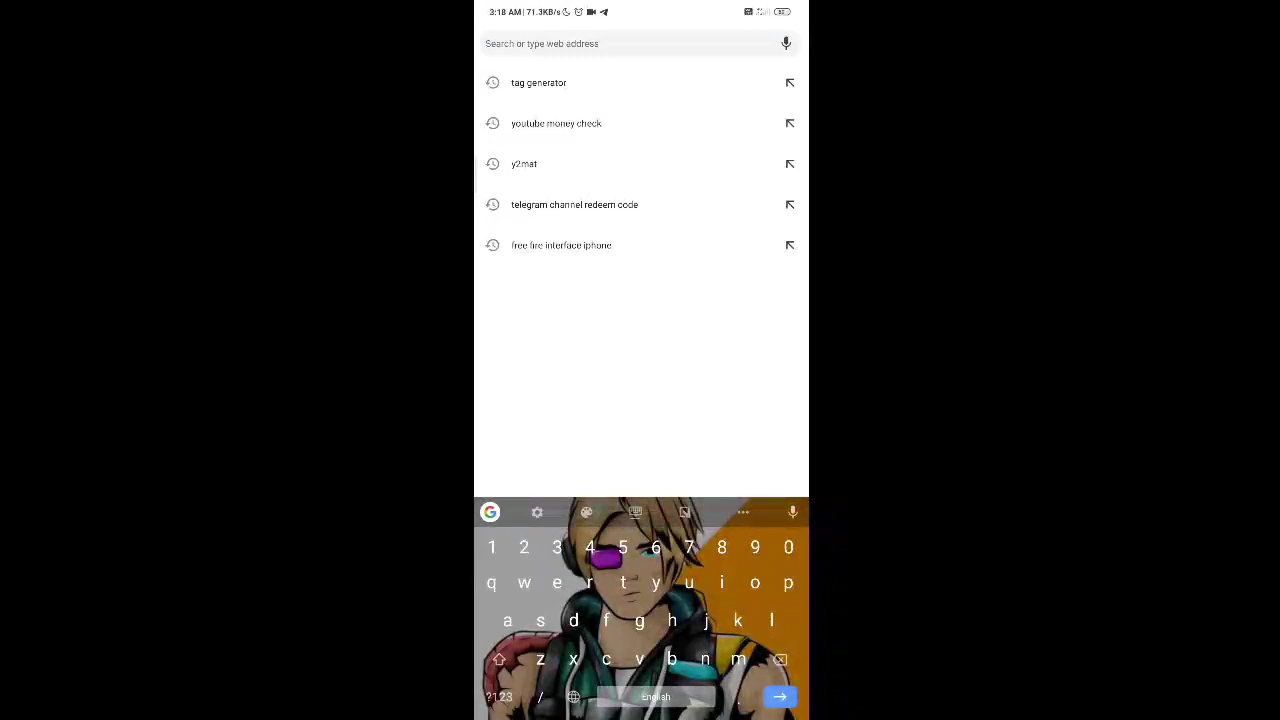 3:18 AM | 71.3KB/s
Search or type web address
tag generator
youtube money check
y2mat
telegram channel redeem code
free fire interface iphone
1 2 3 4 5 6 7 8 9 0
q w e r t y u i o p
a s d f g h j k l
z x c v b n m
?123 / English .